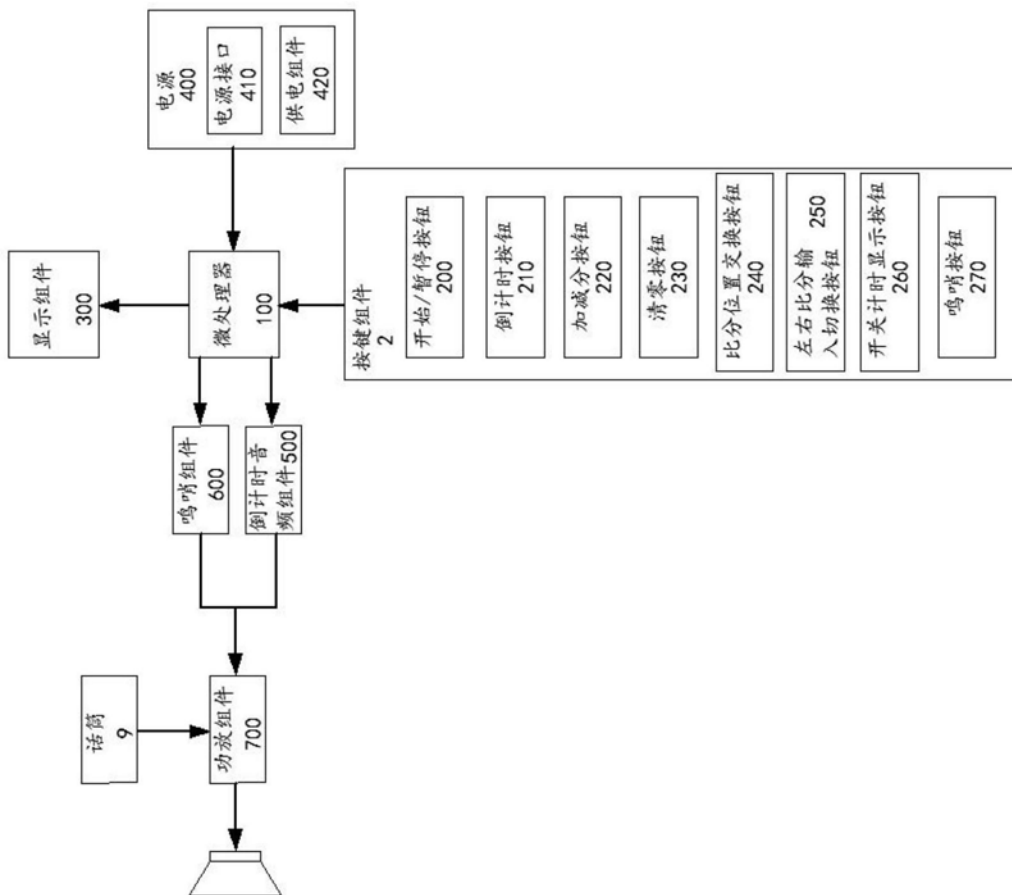 电源
400
电源接口
410
供电组件
420
显示组件
300
微处理器
100
按键组件
2
开始/暂停按钮
200
倒计时按钮
210
加减分按钮
220
清零按钮
230
比分位置交换按钮
240
左右比分输
入切换按钮 250
开关计时显示按钮
260
鸣哨按钮
270
鸣哨组件
600
倒计时音
频组件500
话筒
9
功放组件
700